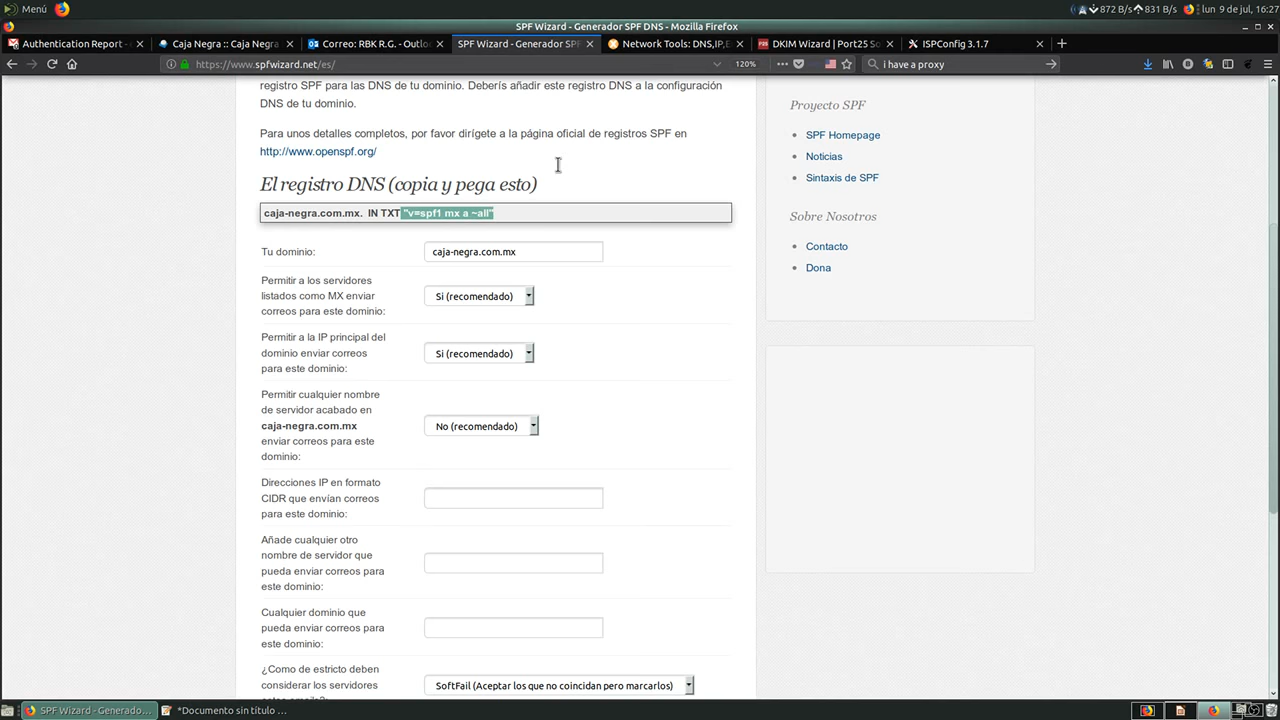 Menú
872 B/s 831 B/s lun 9 de jul, 16:27
SPF Wizard - Generador SPF DNS - Mozilla Firefox
Authentication Report -
Caja Negra :: Caja Negra
Correo: RBK R.G. - Outlook
SPF Wizard - Generador SPF
Network Tools: DNS,IP,E
DKIM Wizard | Port25 So
ISPConfig 3.1.7
https://www.spfwizard.net/es/
120%
i have a proxy
registro SPF para las DNS de tu dominio. Deberís añadir este registro DNS a la configuración
DNS de tu dominio.
Para unos detalles completos, por favor dirígete a la página oficial de registros SPF en
http://www.openspf.org/
El registro DNS (copia y pega esto)
caja-negra.com.mx. IN TXT "v=spf1 mx a ~all"
Tu dominio:
caja-negra.com.mx
Permitir a los servidores
listados como MX enviar
correos para este dominio:
Si (recomendado)
Permitir a la IP principal del
dominio enviar correos
para este dominio:
Si (recomendado)
Permitir cualquier nombre
de servidor acabado en
caja-negra.com.mx
enviar correos para este
dominio:
No (recomendado)
Direcciones IP en formato
CIDR que envían correos
para este dominio:
Añade cualquier otro
nombre de servidor que
pueda enviar correos para
este dominio:
Cualquier dominio que
pueda enviar correos para
este dominio:
¿Como de estricto deben
considerar los servidores
SoftFail (Aceptar los que no coincidan pero marcarlos)
Proyecto SPF
SPF Homepage
Noticias
Sintaxis de SPF
Sobre Nosotros
Contacto
Dona
SPF Wizard - Generado...
*Documento sin título ...